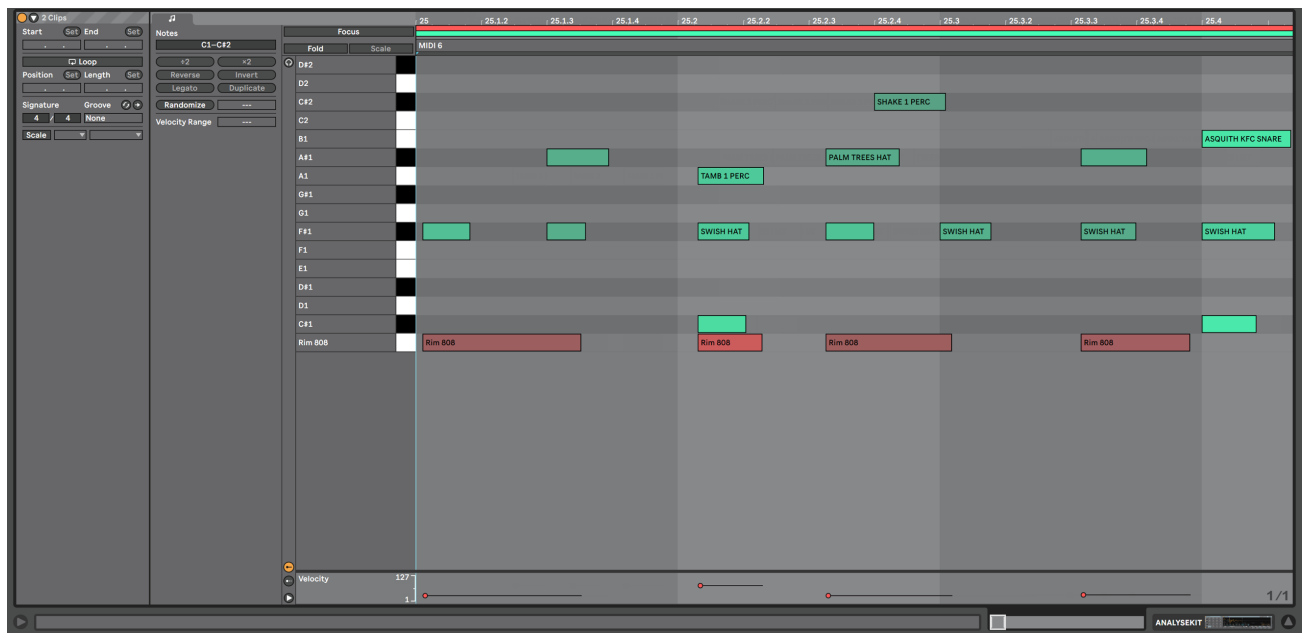 2 Clips
Start Set End Set
Loop
Position Set Length Set
Signature Groove
4 / 4 None
Scale
Notes
C1–C#2
÷2 ×2
Reverse Invert
Legato Duplicate
Randomize ---
Velocity Range ---
Focus
Fold Scale
25 25.1.2 25.1.3 25.1.4 25.2 25.2.2 25.2.3 25.2.4 25.3 25.3.2 25.3.3 25.3.4 25.4
MIDI 6
D#2
D2
C#2 SHAKE 1 PERC
C2
B1 ASQUITH KFC SNARE
A#1 PALM TREES HAT
A1 TAMB 1 PERC
G#1
G1
F#1 SWISH HAT SWISH HAT SWISH HAT SWISH HAT
F1
E1
D#1
D1
C#1
Rim 808 Rim 808 Rim 808 Rim 808 Rim 808
Velocity 127
1
1/1
ANALYSEKIT